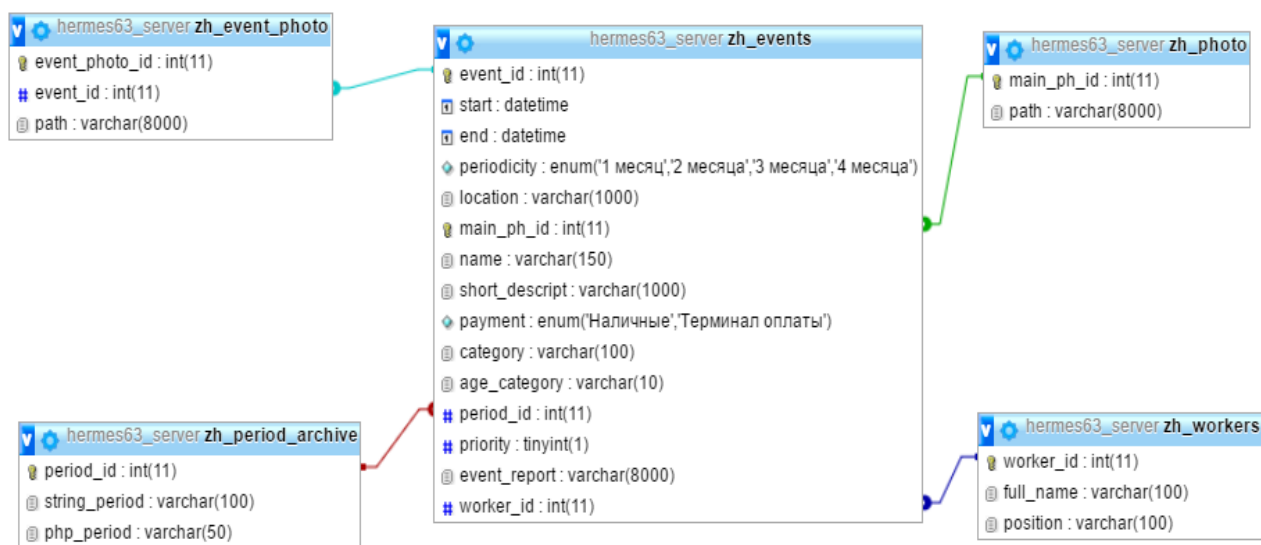 hermes63_server zh_event_photo
event_photo_id : int(11)
event_id : int(11)
path : varchar(8000)
hermes63_server zh_events
event_id : int(11)
start : datetime
end : datetime
periodicity : enum('1 месяц','2 месяца','3 месяца','4 месяца')
location : varchar(1000)
main_ph_id : int(11)
name : varchar(150)
short_descript : varchar(1000)
payment : enum('Наличные','Терминал оплаты')
category : varchar(100)
age_category : varchar(10)
period_id : int(11)
priority : tinyint(1)
event_report : varchar(8000)
worker_id : int(11)
hermes63_server zh_photo
main_ph_id : int(11)
path : varchar(8000)
hermes63_server zh_period_archive
period_id : int(11)
string_period : varchar(100)
php_period : varchar(50)
hermes63_server zh_workers
worker_id : int(11)
full_name : varchar(100)
position : varchar(100)